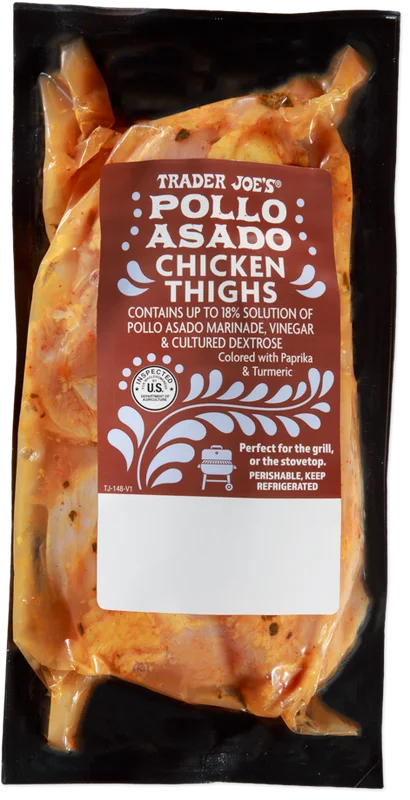 TRADER JOE'S®
POLLO
ASADO
CHICKEN
THIGHS
CONTAINS UP TO 18% SOLUTION OF
POLLO ASADO MARINADE, VINEGAR
& CULTURED DEXTROSE
Colored with Paprika
& Turmeric
INSPECTED
U.S.
DEPARTMENT OF
AGRICULTURE
Perfect for the grill,
or the stovetop.
PERISHABLE, KEEP
REFRIGERATED
TJ-148-V1